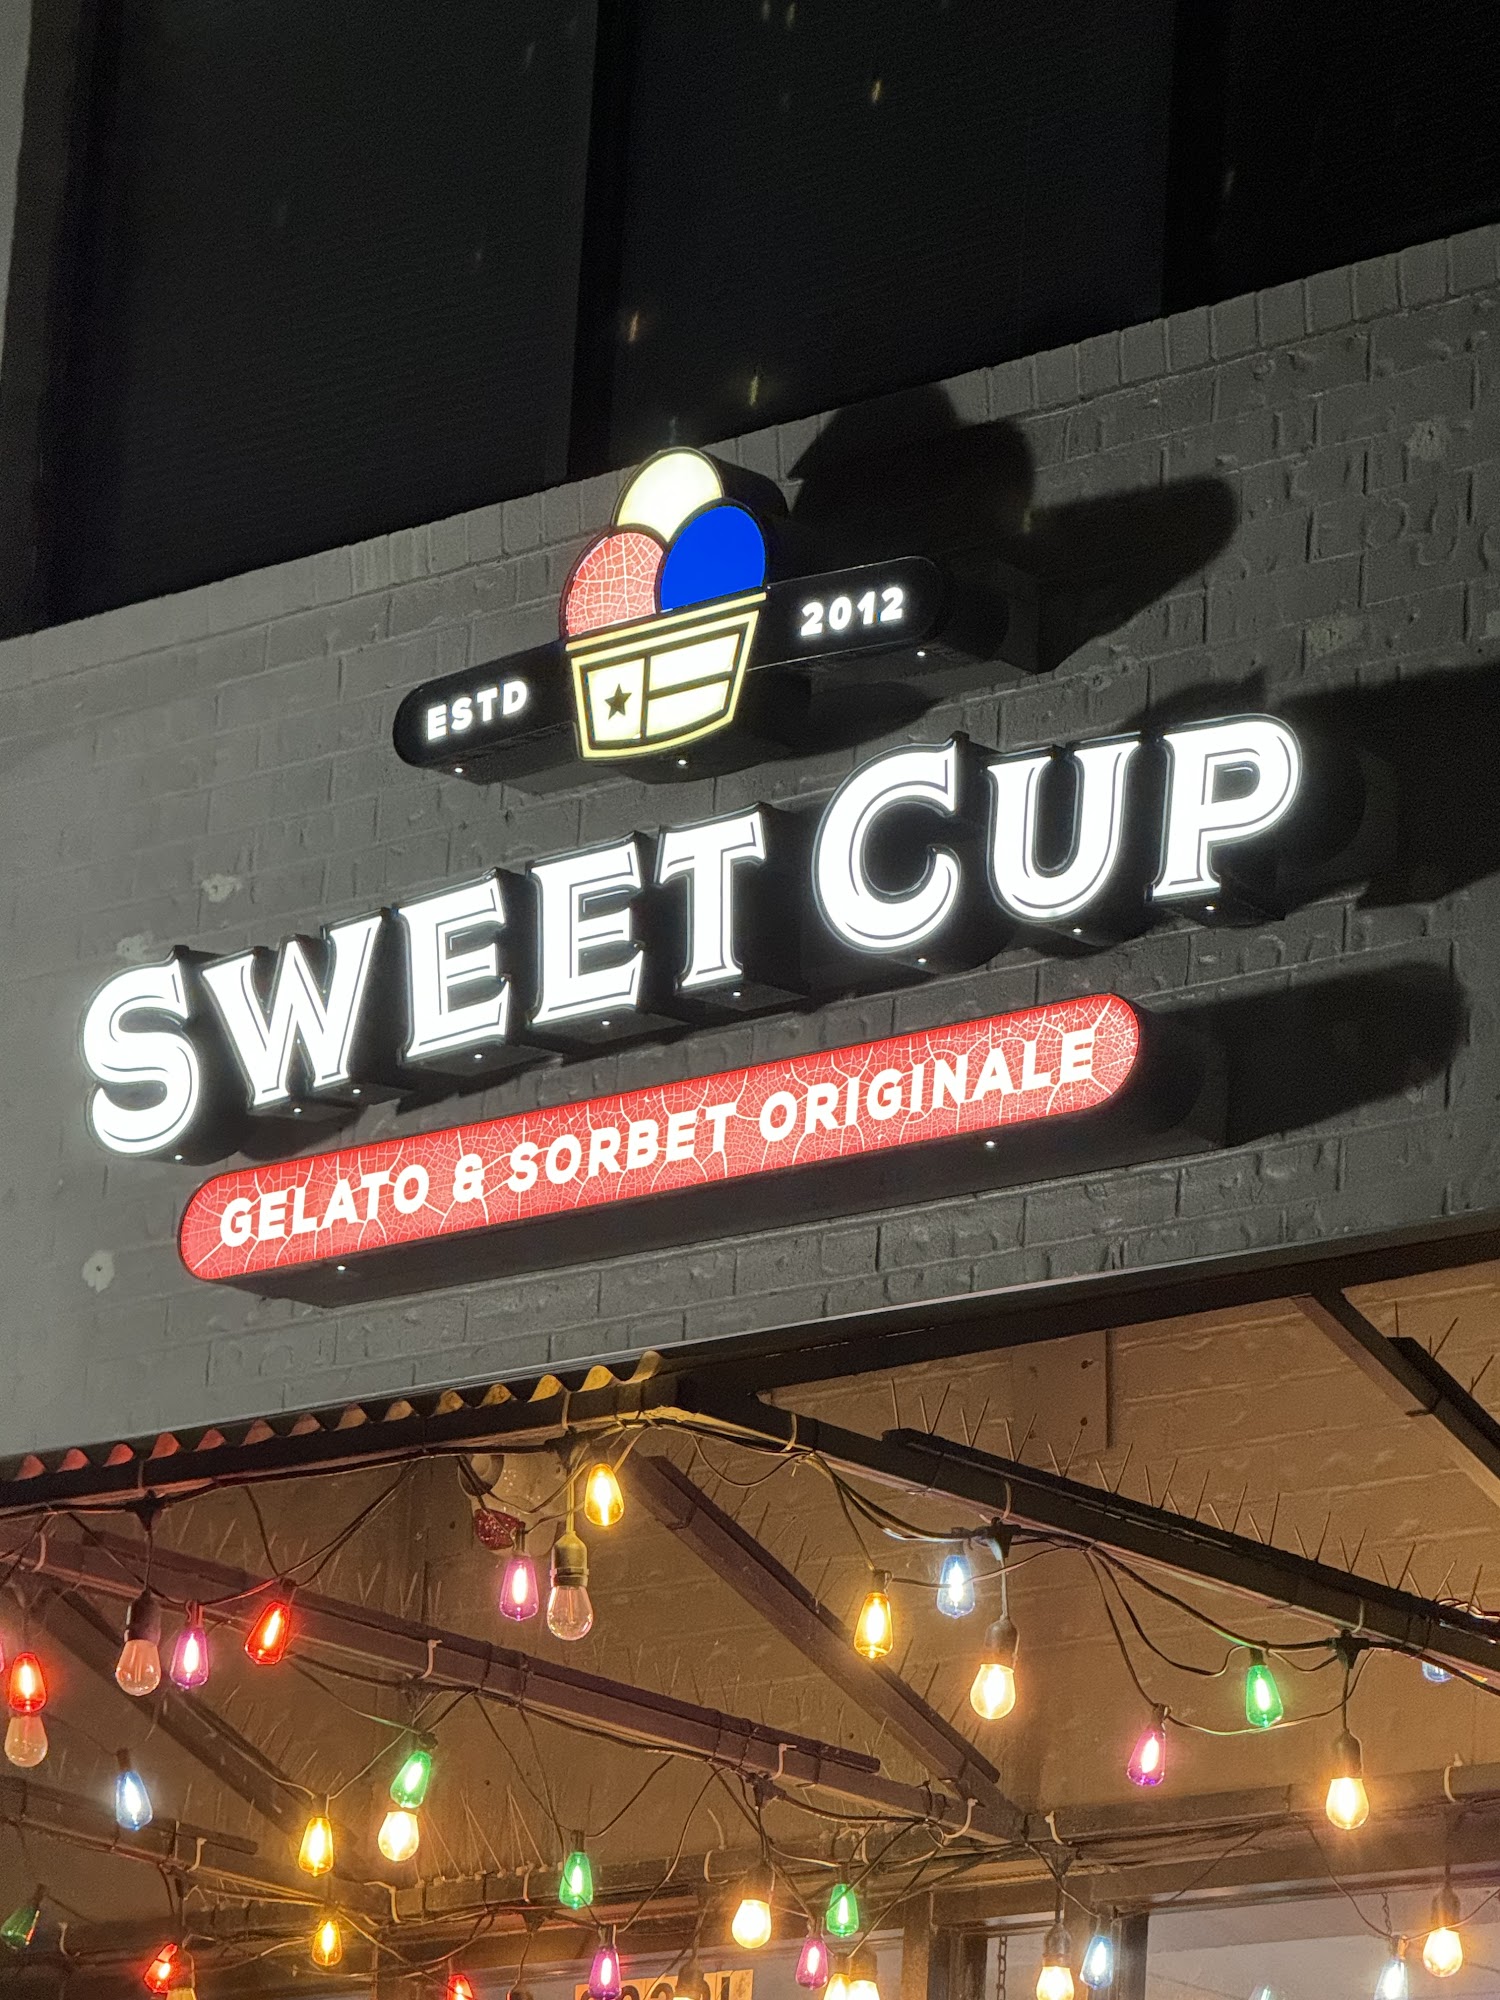 ESTD 2012
SWEET CUP
GELATO & SORBET ORIGINALE